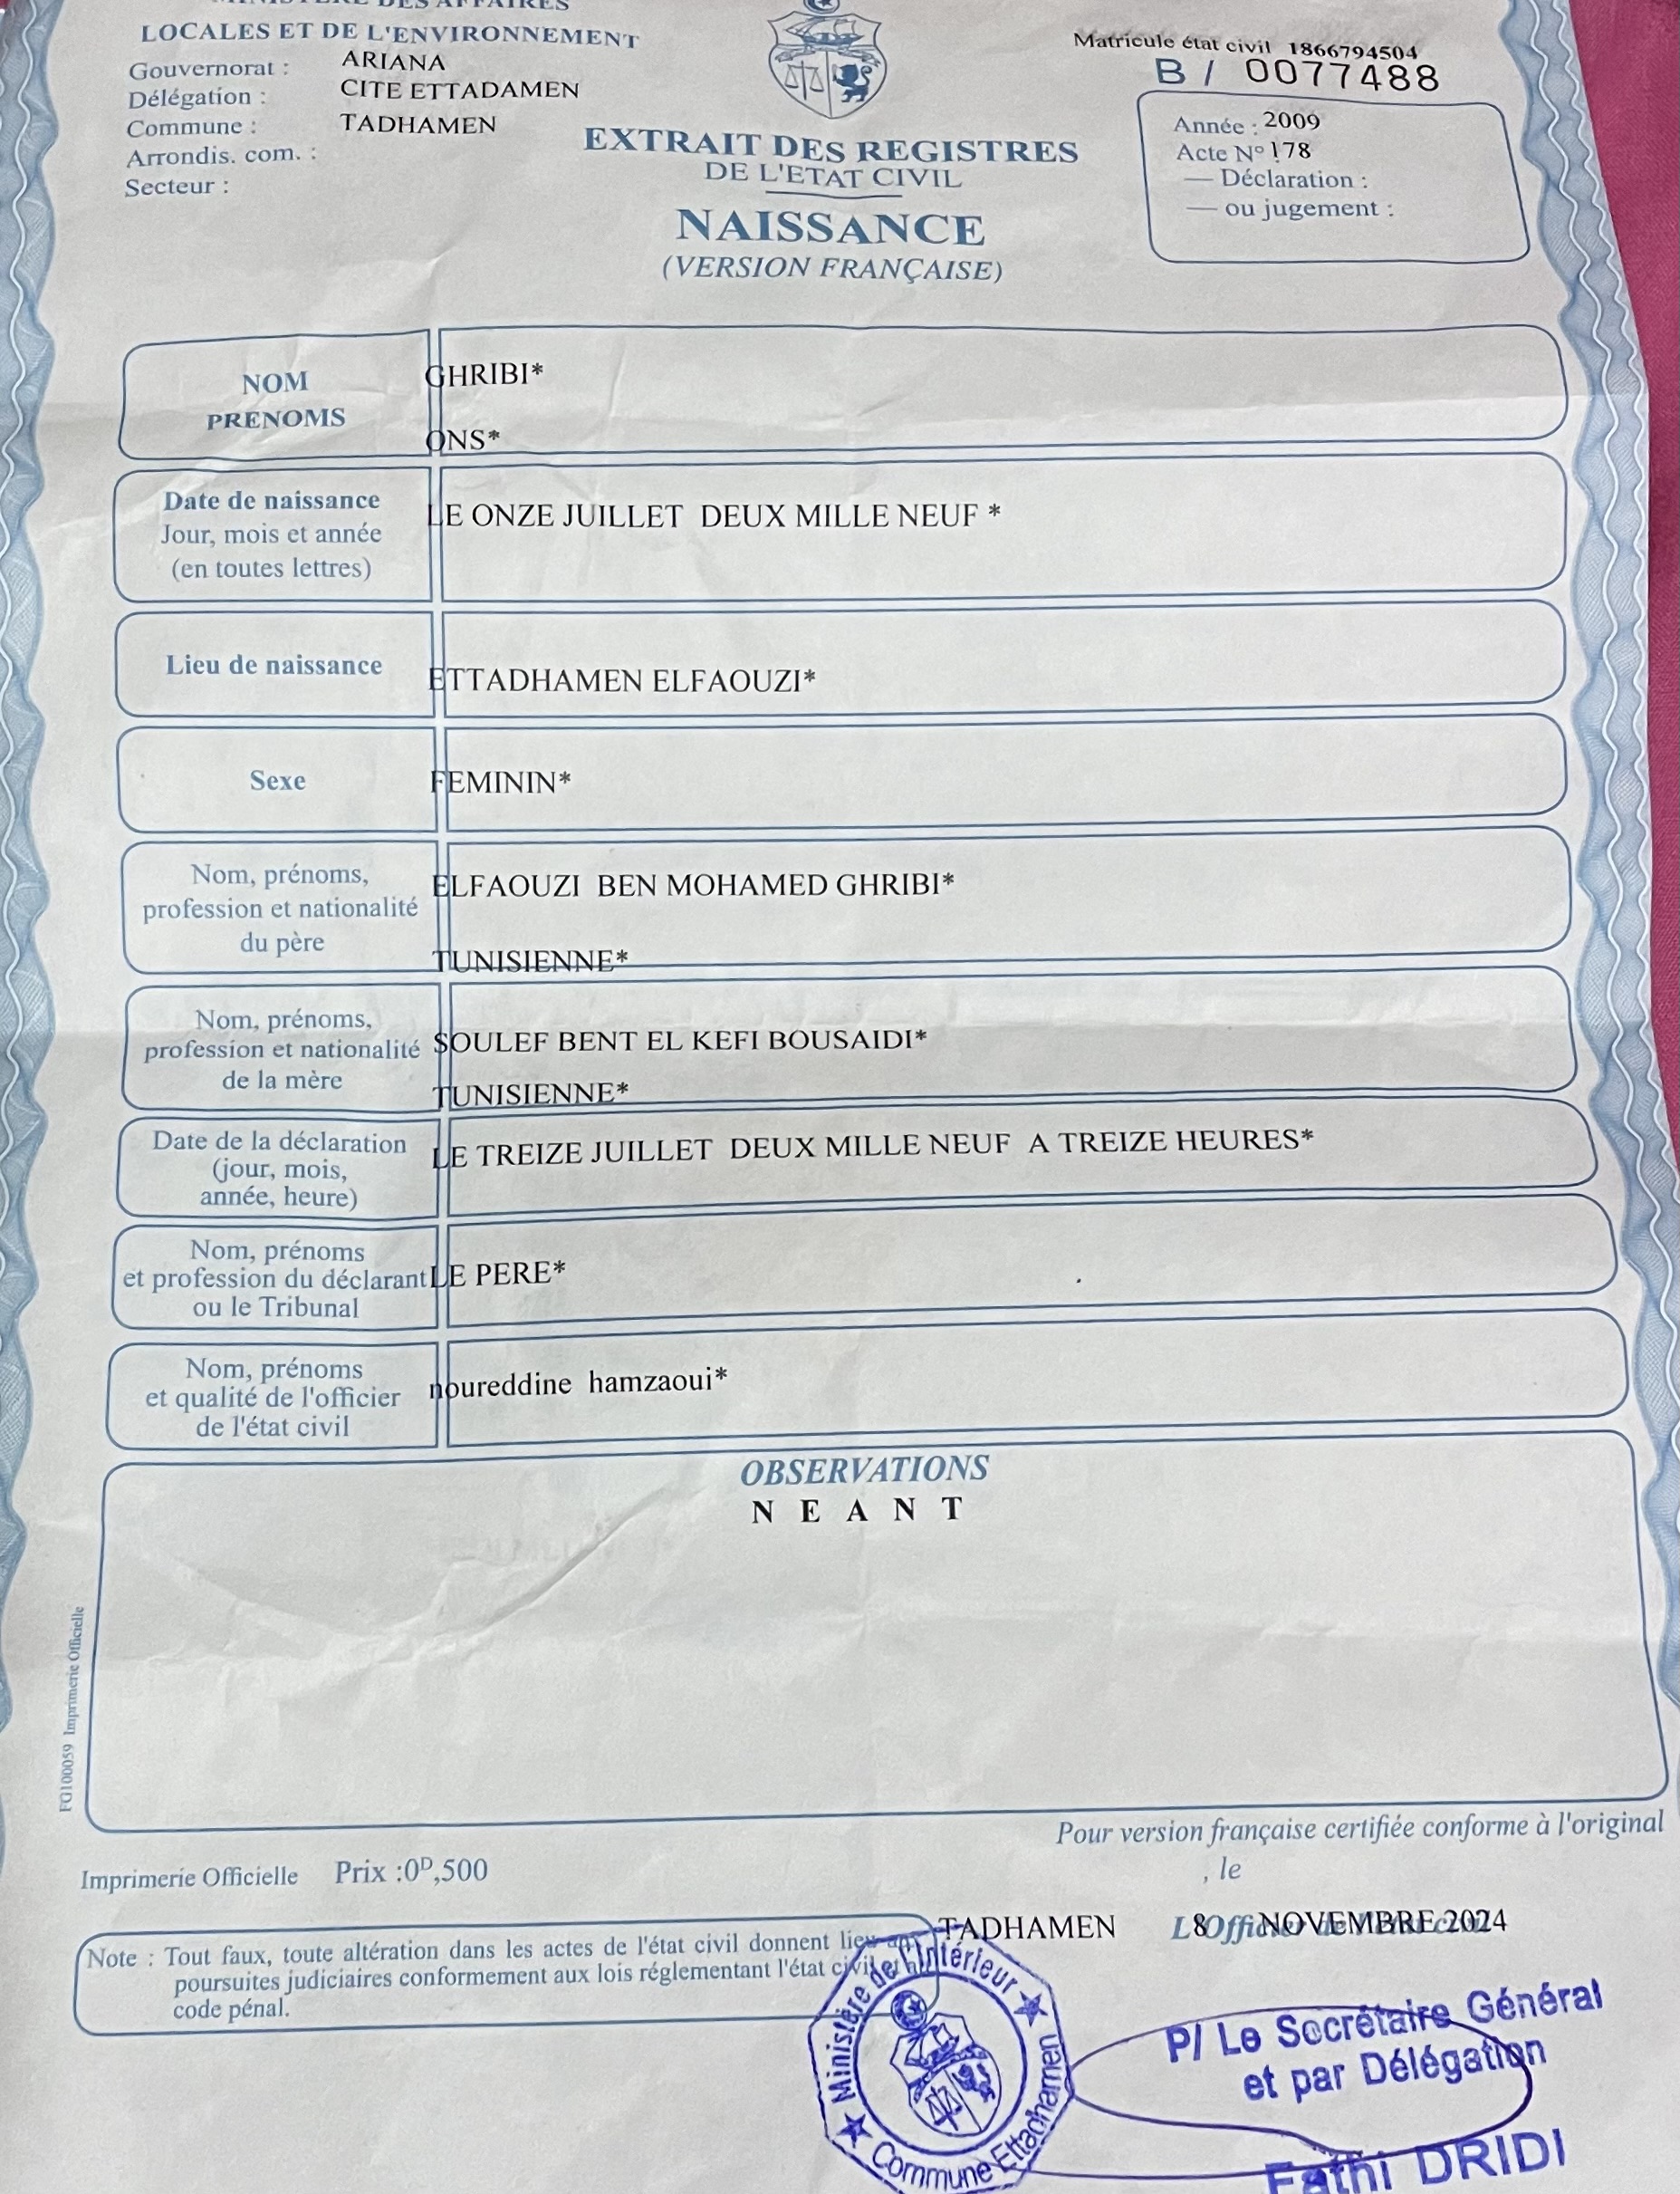 MINISTERE DES AFFAIRES
LOCALES ET DE L'ENVIRONNEMENT
Gouvernorat : ARIANA
Délégation : CITE ETTADAMEN
Commune : TADHAMEN
Arrondis. com. :
Secteur :
Matricule état civil 1866794504
B / 0077488
Année : 2009
Acte N° 178
— Déclaration :
— ou jugement :
EXTRAIT DES REGISTRES
DE L'ETAT CIVIL
NAISSANCE
(VERSION FRANÇAISE)
NOM
PRENOMS
GHRIBI*
ONS*
Date de naissance
Jour, mois et année
(en toutes lettres)
LE ONZE JUILLET DEUX MILLE NEUF *
Lieu de naissance
ETTADHAMEN ELFAOUZI*
Sexe
FEMININ*
Nom, prénoms,
profession et nationalité
du père
ELFAOUZI BEN MOHAMED GHRIBI*
TUNISIENNE*
Nom, prénoms,
profession et nationalité
de la mère
SOULEF BENT EL KEFI BOUSAIDI*
TUNISIENNE*
Date de la déclaration
(jour, mois,
année, heure)
LE TREIZE JUILLET DEUX MILLE NEUF A TREIZE HEURES*
Nom, prénoms
et profession du déclarant
ou le Tribunal
LE PERE*
Nom, prénoms
et qualité de l'officier
de l'état civil
noureddine hamzaoui*
OBSERVATIONS
N E A N T
FG100059 Imprimerie Officielle
Pour version française certifiée conforme à l'original
, le
Imprimerie Officielle Prix :0ᴰ,500
TADHAMEN 8 NOVEMBRE 2024
L'Officier de l'état civil
Note : Tout faux, toute altération dans les actes de l'état civil donnent lieu
poursuites judiciaires conformement aux lois réglementant l'état civil
code pénal.
Ministère de l'Intérieur
Commune Ettadhamen
P/ Le Secrétaire Général
et par Délégation
Fathi DRIDI